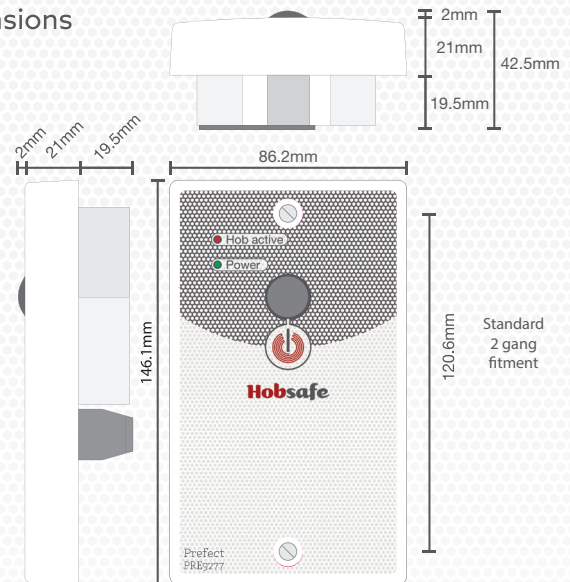 nsions
2mm
21mm
42.5mm
19.5mm
2mm
21mm
19.5mm
86.2mm
Hob active
Power
146.1mm
120.6mm
Standard
2 gang
fitment
Hobsafe
Prefect
PRE9277